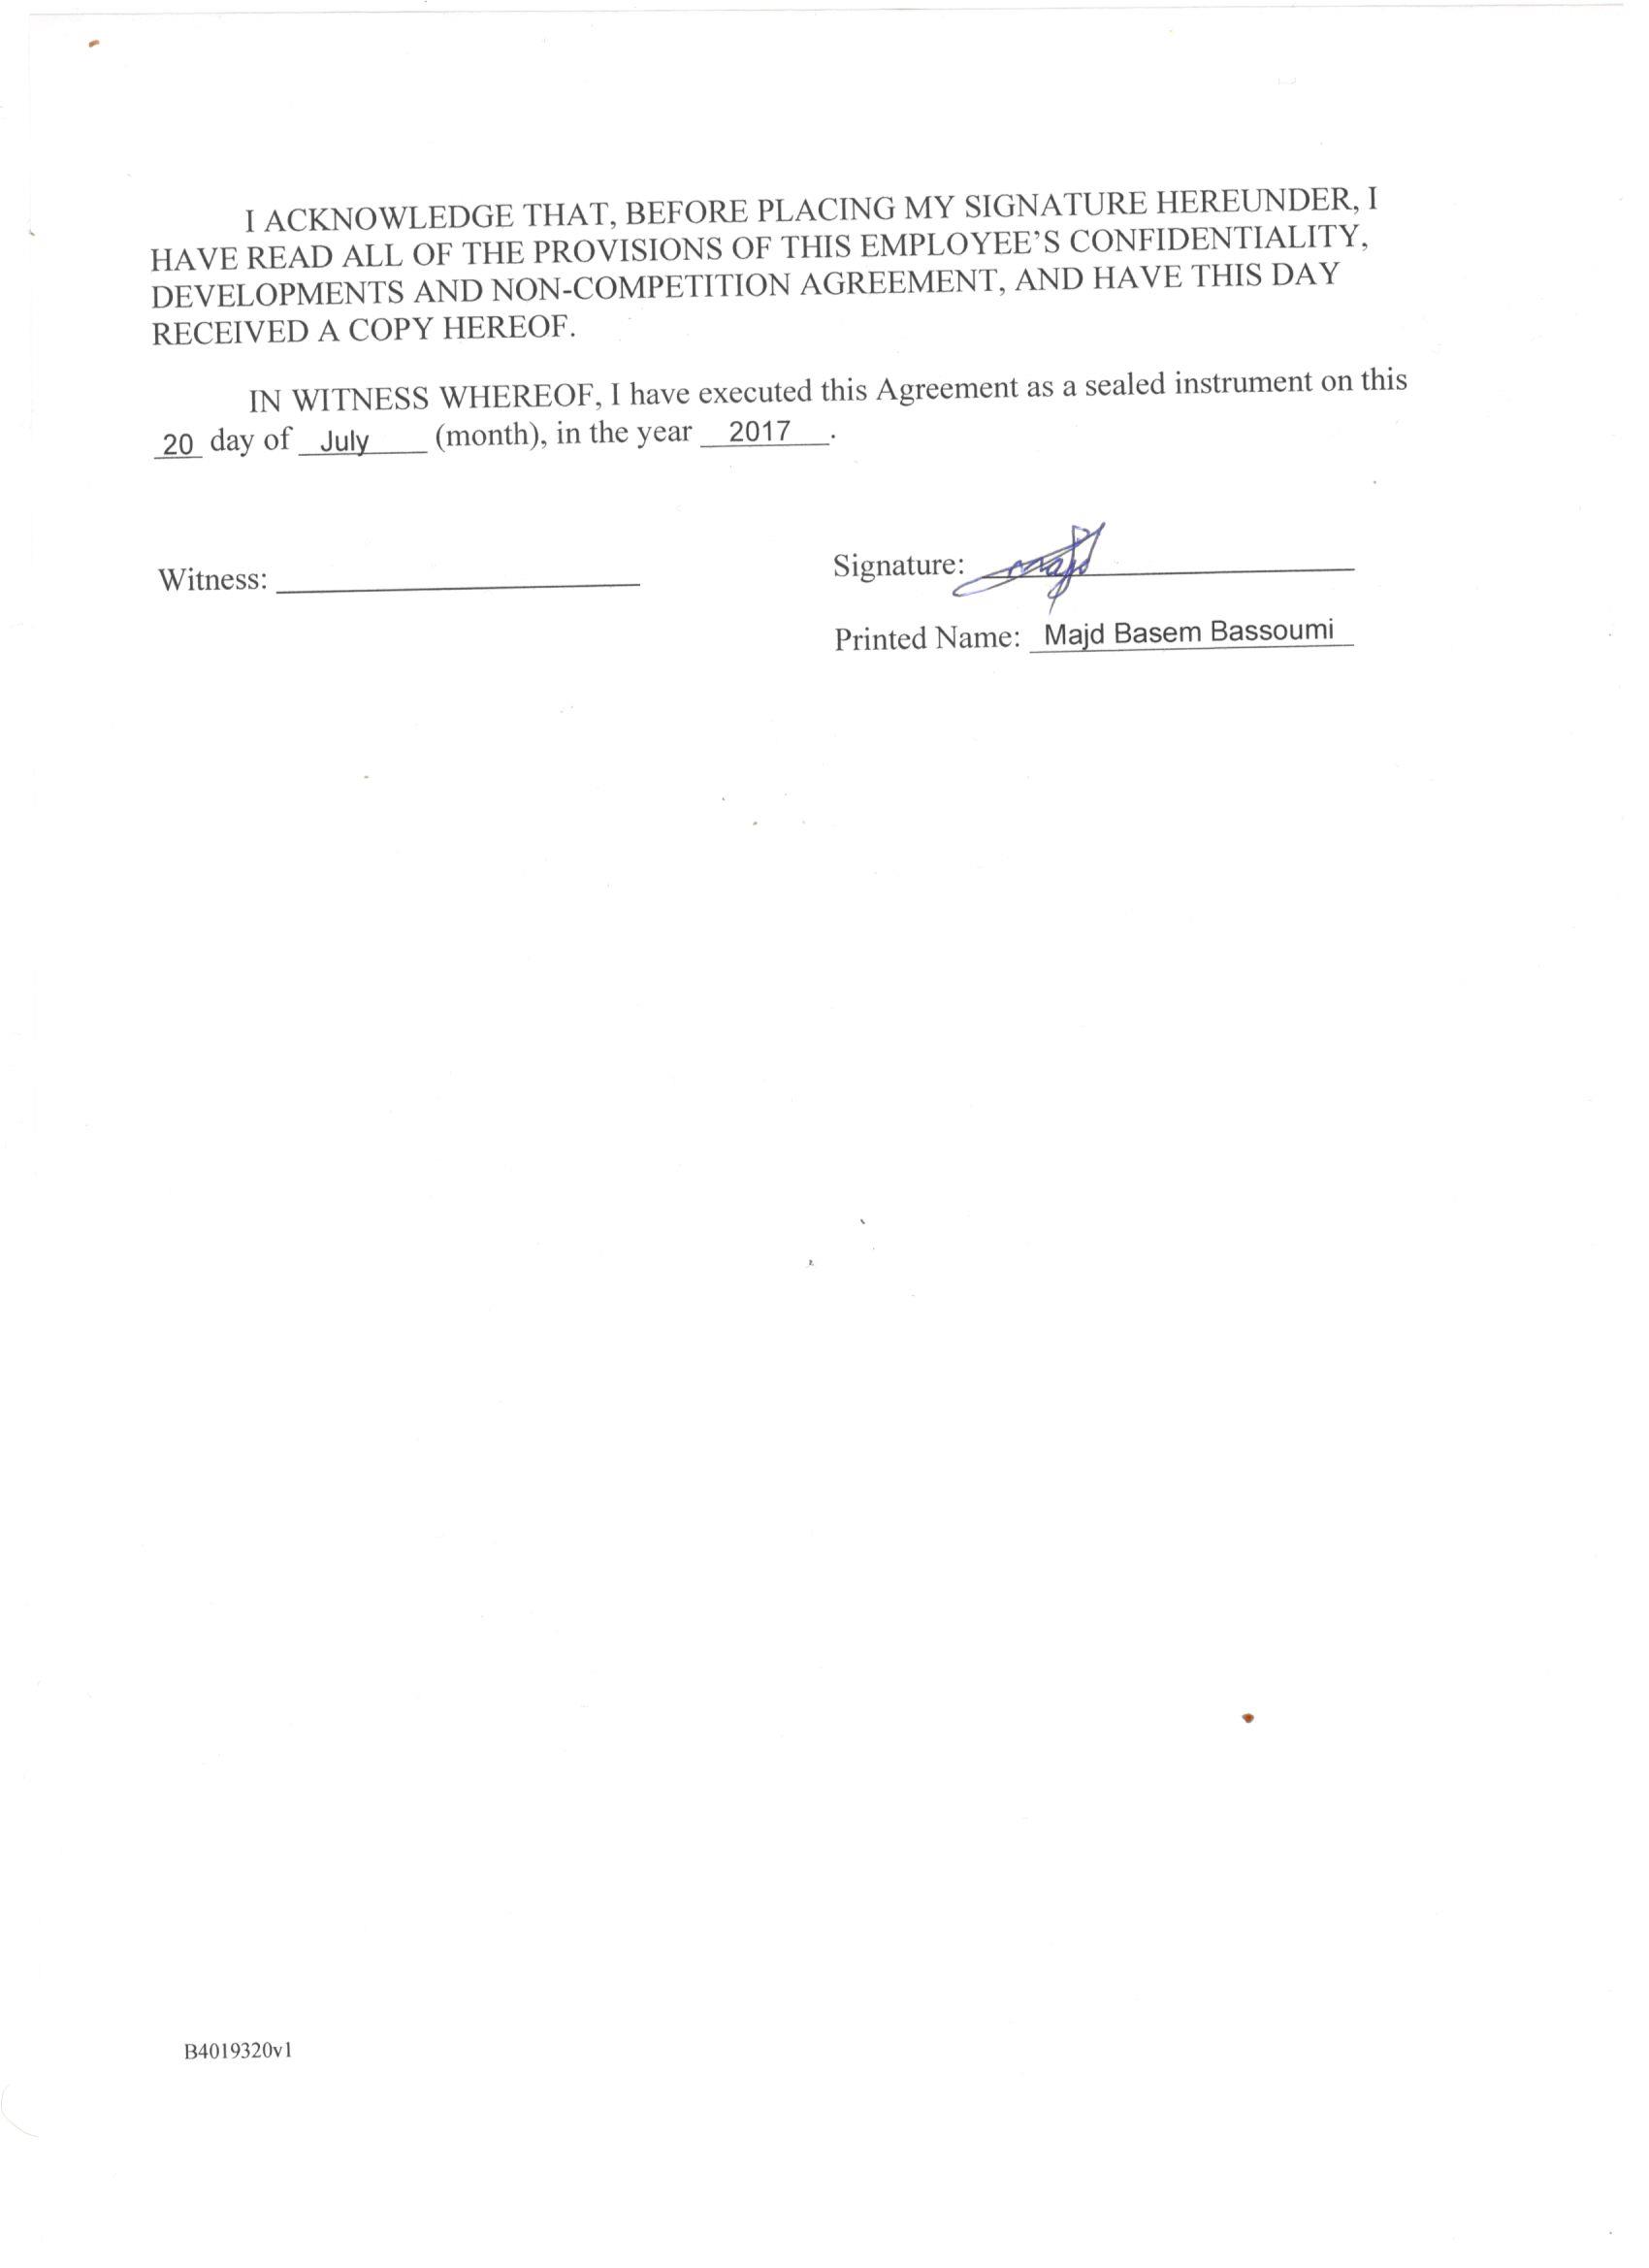 I ACKNOWLEDGE THAT, BEFORE PLACING MY SIGNATURE HEREUNDER, I
HAVE READ ALL OF THE PROVISIONS OF THIS EMPLOYEE’S CONFIDENTIALITY,
DEVELOPMENTS AND NON-COMPETITION AGREEMENT, AND HAVE THIS DAY
RECEIVED A COPY HEREOF.
IN WITNESS WHEREOF, I have executed this Agreement as a sealed instrument on this
20 day of July (month), in the year 2017.
Witness:
Signature: Majd
Printed Name: Majd Basem Bassoumi
B4019320v1